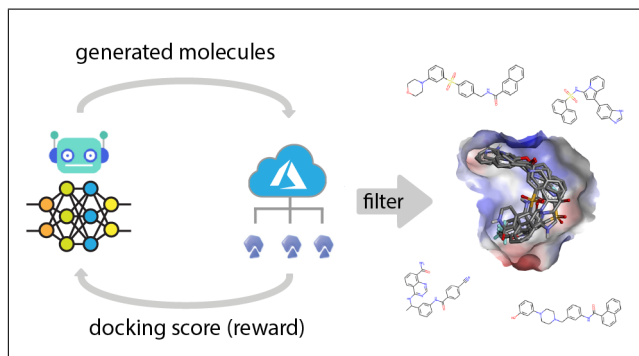 generated molecules
filter
docking score (reward)